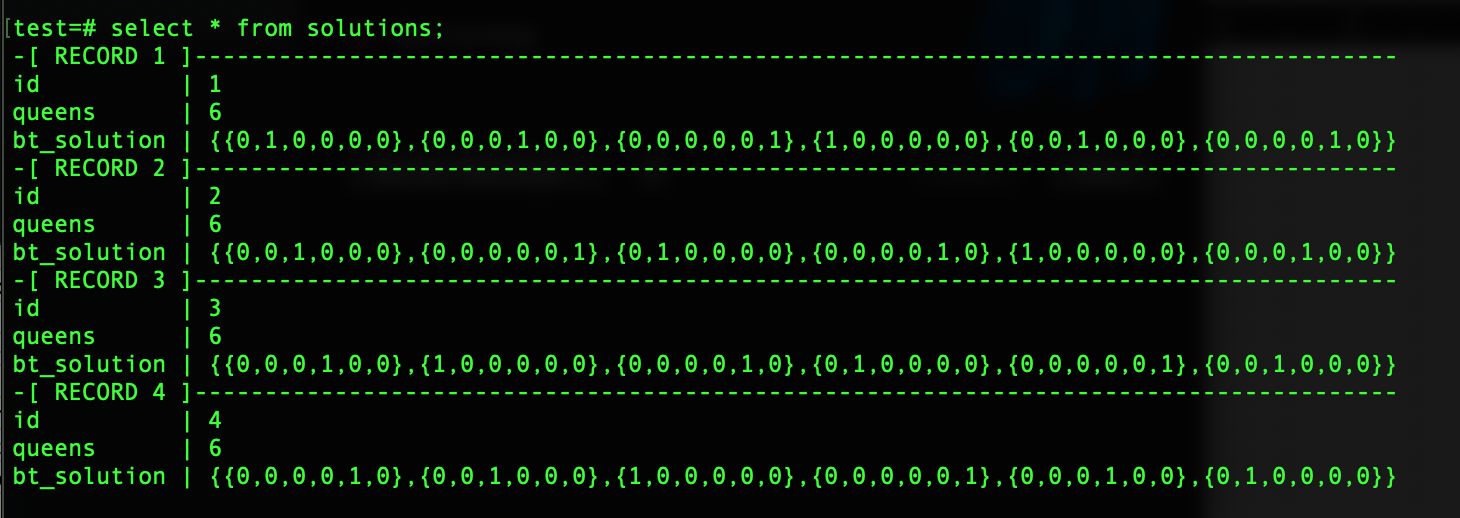 [test=# select * from solutions;
-[ RECORD 1 ]---------------------------------------------------------------------------------------
id          | 1
queens      | 6
bt_solution | {{0,1,0,0,0,0},{0,0,0,1,0,0},{0,0,0,0,0,1},{1,0,0,0,0,0},{0,0,1,0,0,0},{0,0,0,0,1,0}}
-[ RECORD 2 ]---------------------------------------------------------------------------------------
id          | 2
queens      | 6
bt_solution | {{0,0,1,0,0,0},{0,0,0,0,0,1},{0,1,0,0,0,0},{0,0,0,0,1,0},{1,0,0,0,0,0},{0,0,0,1,0,0}}
-[ RECORD 3 ]---------------------------------------------------------------------------------------
id          | 3
queens      | 6
bt_solution | {{0,0,0,1,0,0},{1,0,0,0,0,0},{0,0,0,0,1,0},{0,1,0,0,0,0},{0,0,0,0,0,1},{0,0,1,0,0,0}}
-[ RECORD 4 ]---------------------------------------------------------------------------------------
id          | 4
queens      | 6
bt_solution | {{0,0,0,0,1,0},{0,0,1,0,0,0},{1,0,0,0,0,0},{0,0,0,0,0,1},{0,0,0,1,0,0},{0,1,0,0,0,0}}